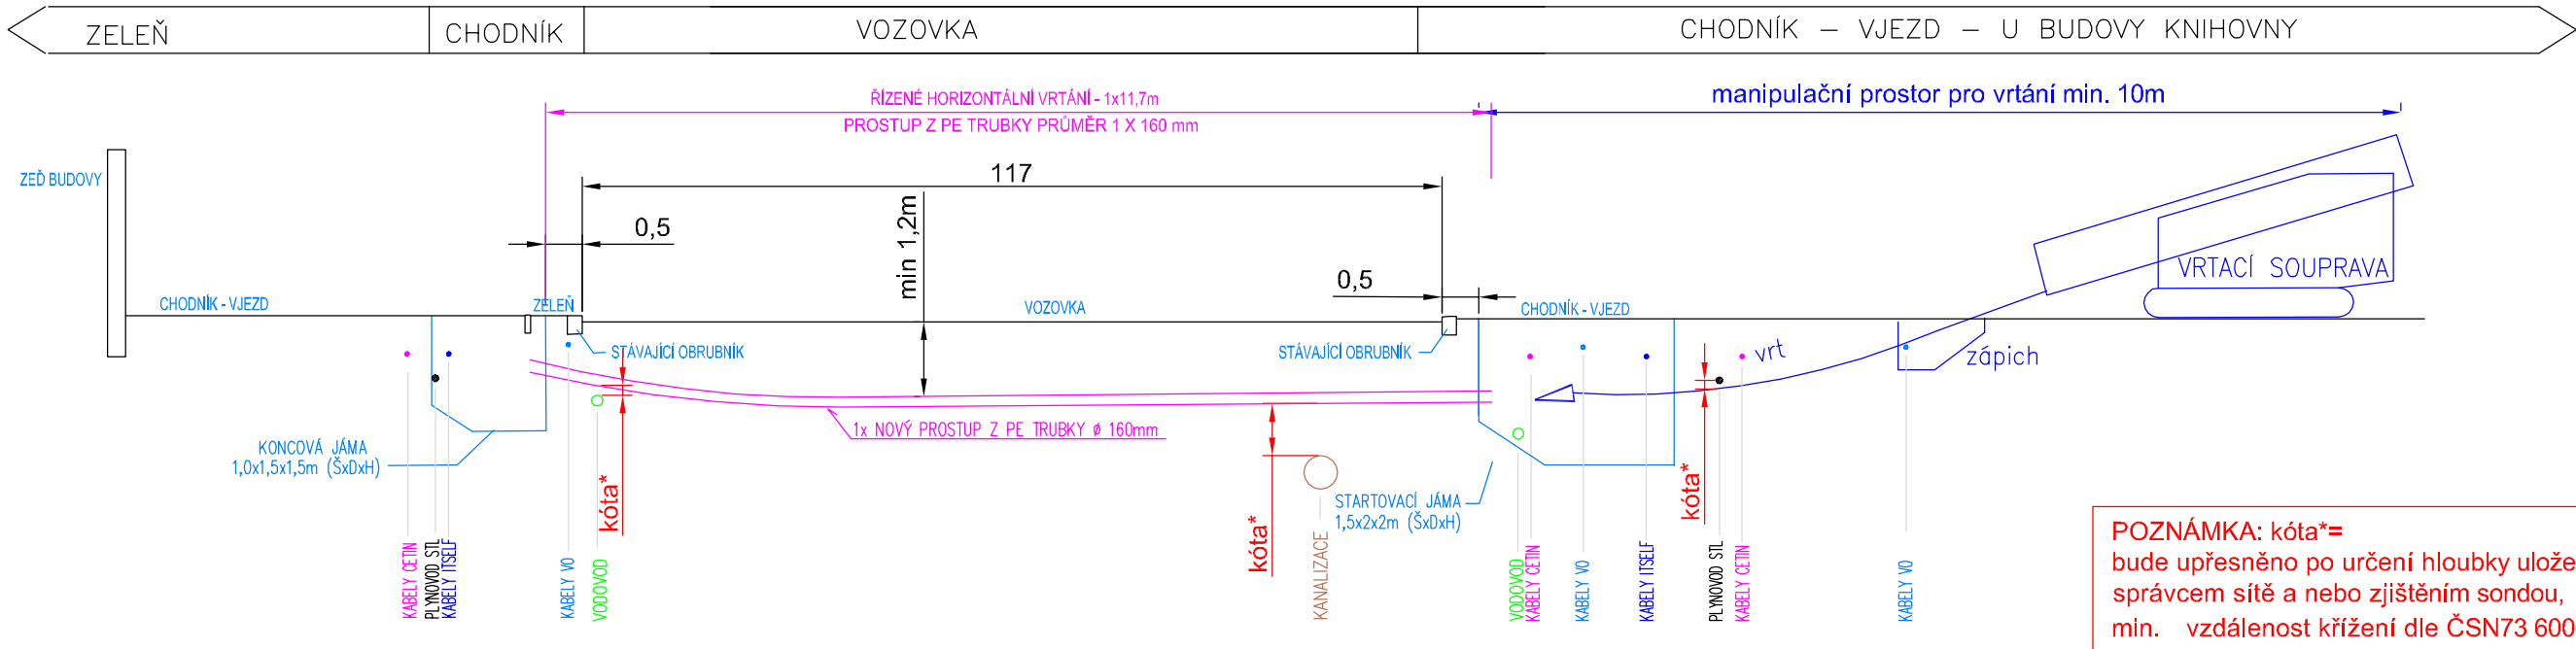 ZELEŇ
CHODNÍK
VOZOVKA
CHODNÍK – VJEZD – U BUDOVY KNIHOVNY
ŘÍZENÉ HORIZONTÁLNÍ VRTÁNÍ - 1x11,7m
PROSTUP Z PE TRUBKY PRŮMĚR 1 X 160 mm
manipulační prostor pro vrtání min. 10m
ZEĎ BUDOVY
117
0,5
min 1,2m
0,5
VRTACÍ SOUPRAVA
CHODNÍK - VJEZD
ZELEŇ
VOZOVKA
CHODNÍK - VJEZD
STÁVAJÍCÍ OBRUBNÍK
STÁVAJÍCÍ OBRUBNÍK
vrt
zápich
1x NOVÝ PROSTUP Z PE TRUBKY ø 160mm
KONCOVÁ JÁMA
1,0x1,5x1,5m (ŠxDxH)
STARTOVACÍ JÁMA
1,5x2x2m (ŠxDxH)
kóta*
kóta*
kóta*
KABELY CETIN
PLYNOVOD STL
KABELY ITSELF
KABELY VO
VODOVOD
KANALIZACE
VODOVOD
KABELY CETIN
KABELY VO
KABELY ITSELF
PLYNOVOD STL
KABELY CETIN
KABELY VO
POZNÁMKA: kóta*=
bude upřesněno po určení hloubky ulože
správcem sítě a nebo zjištěním sondou,
min. vzdálenost křížení dle ČSN73 600